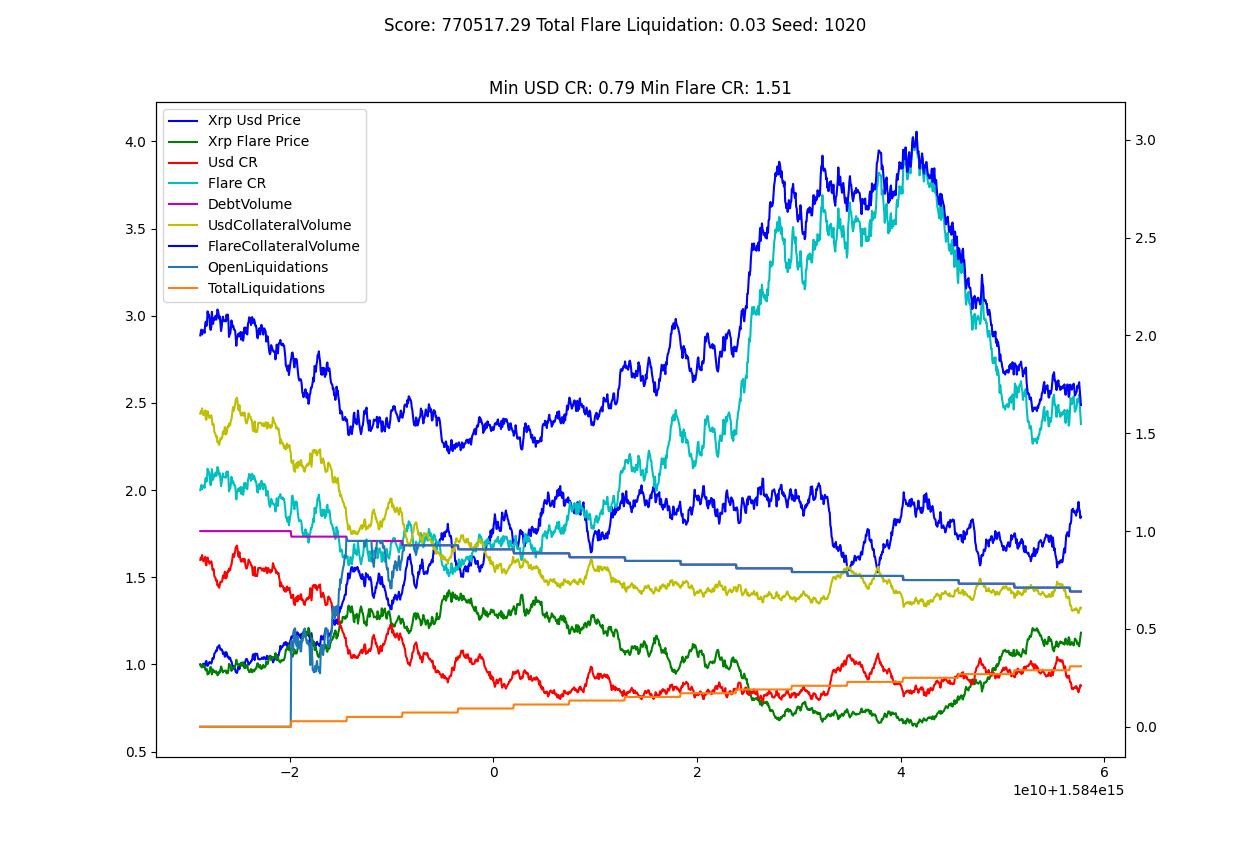 Score: 770517.29 Total Flare Liquidation: 0.03 Seed: 1020
Min USD CR: 0.79 Min Flare CR: 1.51
Xrp Usd Price
Xrp Flare Price
Usd CR
Flare CR
DebtVolume
UsdCollateralVolume
FlareCollateralVolume
OpenLiquidations
TotalLiquidations
4.0
3.5
3.0
2.5
2.0
1.5
1.0
0.5
3.0
2.5
2.0
1.5
1.0
0.5
0.0
−2
0
2
4
6
1e10+1.584e15